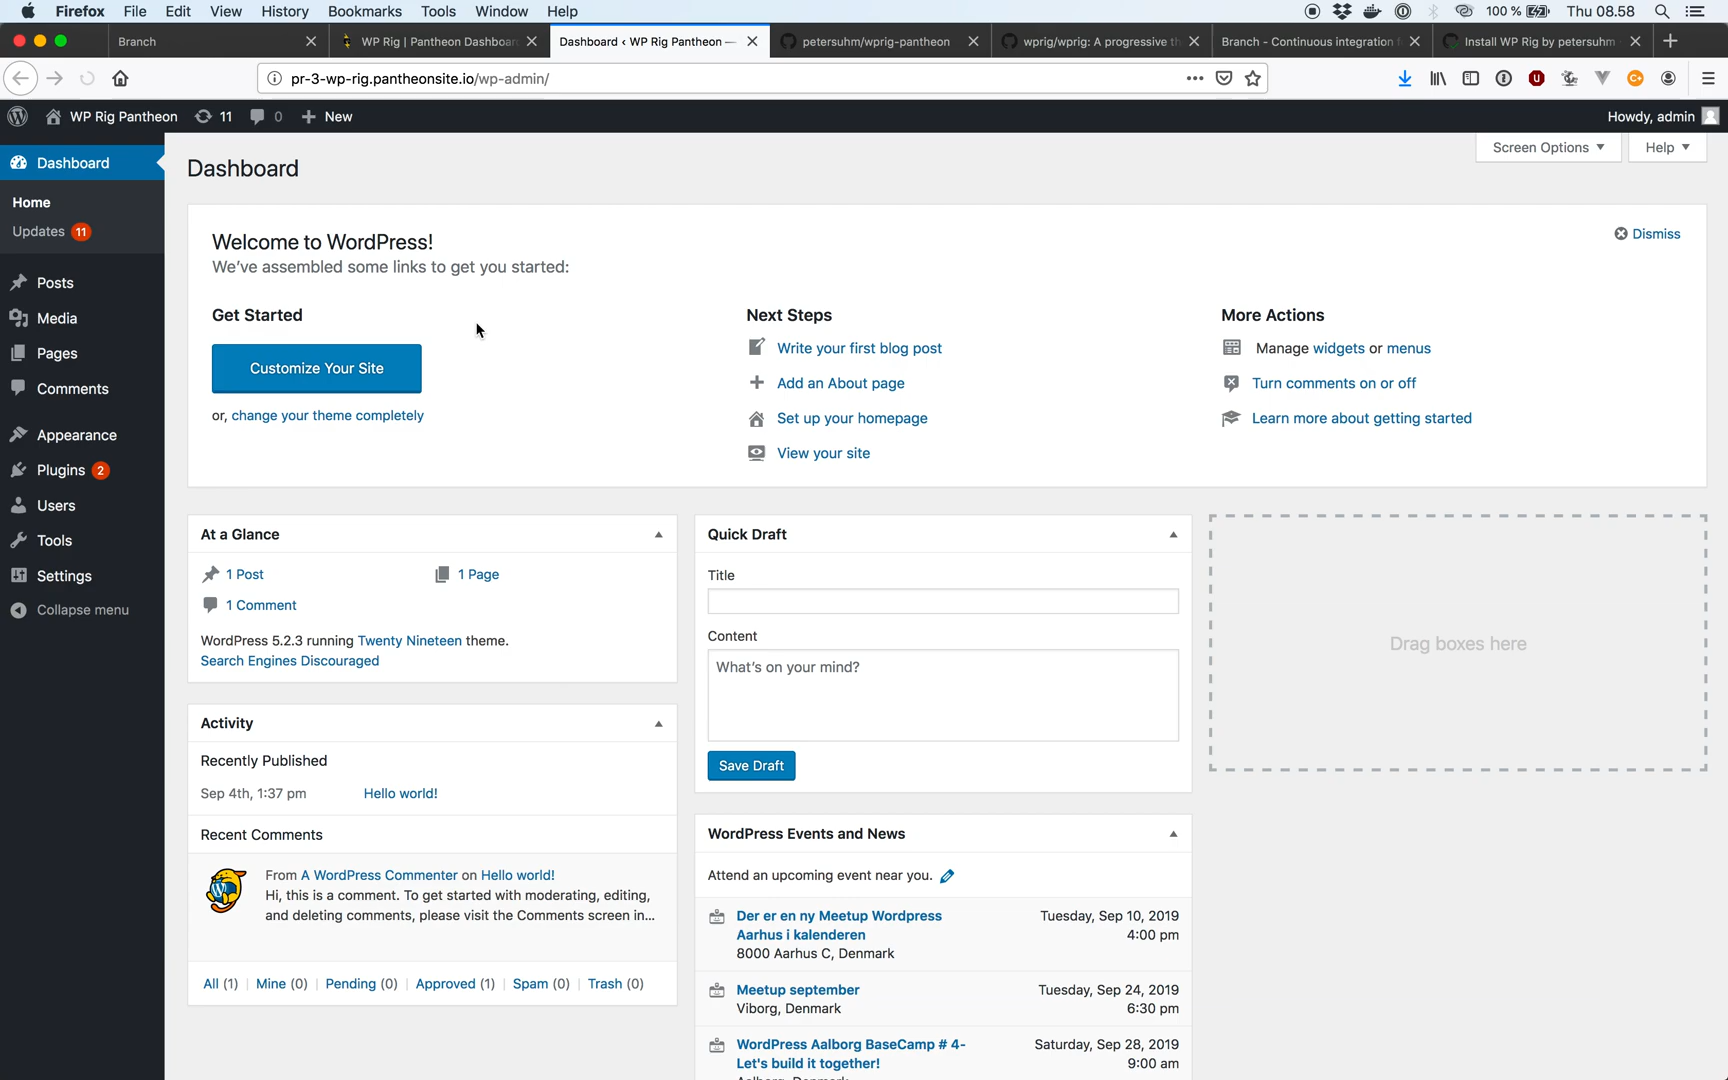 Firefox File Edit View History Bookmarks Tools Window Help 100 % Thu 08.58
Branch
WP Rig | Pantheon Dashboar
Dashboard ‹ WP Rig Pantheon —
petersuhm/wprig-pantheon
wprig/wprig: A progressive th
Branch - Continuous integration f
Install WP Rig by petersuhm
pr-3-wp-rig.pantheonsite.io/wp-admin/
WP Rig Pantheon 11 0 New Howdy, admin
Dashboard
Home
Updates 11
Posts
Media
Pages
Comments
Appearance
Plugins 2
Users
Tools
Settings
Collapse menu
Screen Options Help
Dashboard
Welcome to WordPress!
We've assembled some links to get you started:
Dismiss
Get Started
Customize Your Site
or, change your theme completely
Next Steps
Write your first blog post
Add an About page
Set up your homepage
View your site
More Actions
Manage widgets or menus
Turn comments on or off
Learn more about getting started
At a Glance
1 Post 1 Page
1 Comment
WordPress 5.2.3 running Twenty Nineteen theme.
Search Engines Discouraged
Activity
Recently Published
Sep 4th, 1:37 pm Hello world!
Recent Comments
From A WordPress Commenter on Hello world!
Hi, this is a comment. To get started with moderating, editing,
and deleting comments, please visit the Comments screen in...
All (1) | Mine (0) | Pending (0) | Approved (1) | Spam (0) | Trash (0)
Quick Draft
Title
Content
What's on your mind?
Save Draft
WordPress Events and News
Attend an upcoming event near you.
Der er en ny Meetup Wordpress Tuesday, Sep 10, 2019
Aarhus i kalenderen 4:00 pm
8000 Aarhus C, Denmark
Meetup september Tuesday, Sep 24, 2019
Viborg, Denmark 6:30 pm
WordPress Aalborg BaseCamp # 4- Saturday, Sep 28, 2019
Let's build it together! 9:00 am
Drag boxes here